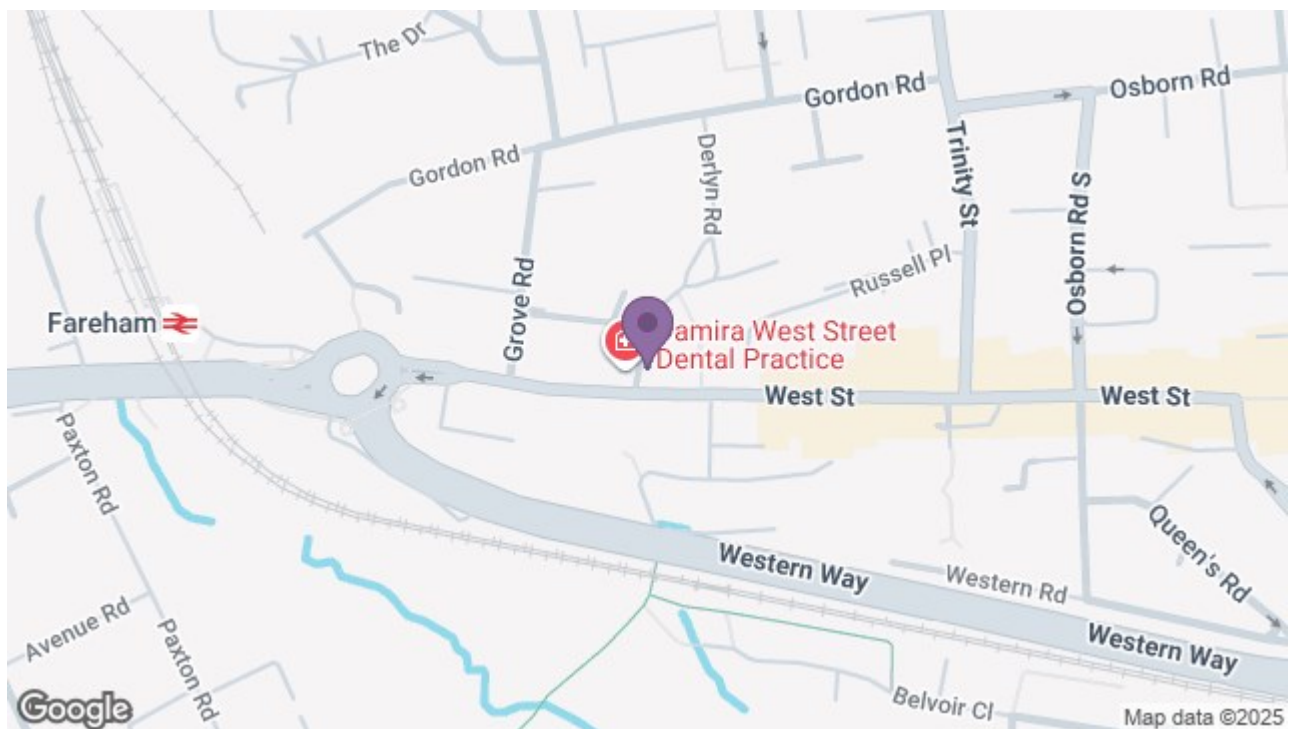 The Dr
Gordon Rd
Osborn Rd
Gordon Rd
Derlyn Rd
Trinity St
Osborn Rd S
Grove Rd
Russell Pl
Fareham
amira West Street
Dental Practice
West St
West St
Paxton Rd
Queen's Rd
Western Way
Western Rd
Avenue Rd
Paxton Rd
Western Way
Belvoir Cl
Google
Map data ©2025